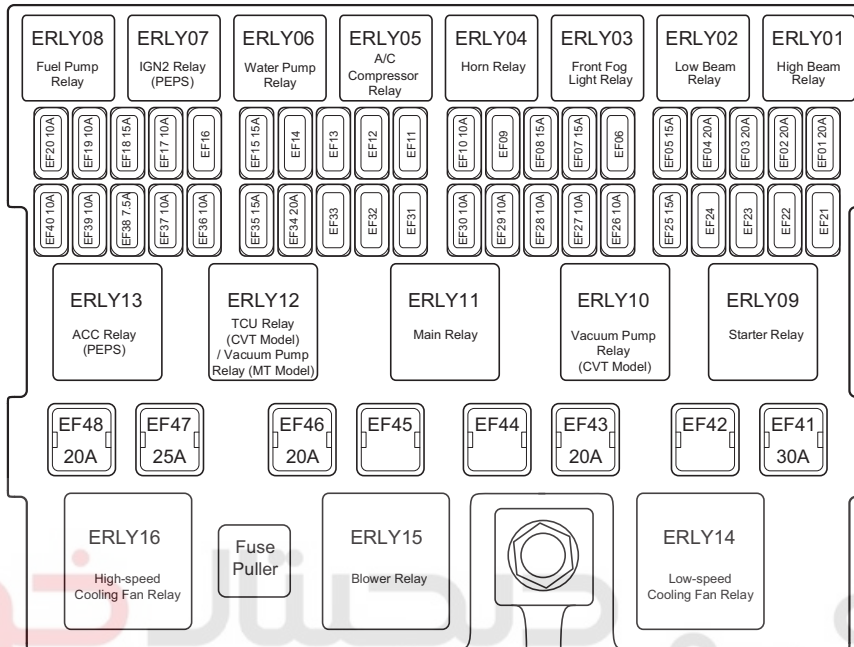 ERLY08
Fuel Pump
Relay
ERLY07
IGN2 Relay
(PEPS)
ERLY06
Water Pump
Relay
ERLY05
A/C
Compressor
Relay
ERLY04
Horn Relay
ERLY03
Front Fog
Light Relay
ERLY02
Low Beam
Relay
ERLY01
High Beam
Relay
EF20 10A
EF19 10A
EF18 15A
EF17 10A
EF16
EF15 15A
EF14
EF13
EF12
EF11
EF10 10A
EF09
EF08 15A
EF07 15A
EF06
EF05 15A
EF04 20A
EF03 20A
EF02 20A
EF01 20A
EF40 10A
EF39 10A
EF38 7.5A
EF37 10A
EF36 10A
EF35 15A
EF34 20A
EF33
EF32
EF31
EF30 10A
EF29 10A
EF28 10A
EF27 10A
EF26 10A
EF25 15A
EF24
EF23
EF22
EF21
ERLY13
ACC Relay
(PEPS)
ERLY12
TCU Relay
(CVT Model)
/ Vacuum Pump
Relay (MT Model)
ERLY11
Main Relay
ERLY10
Vacuum Pump
Relay
(CVT Model)
ERLY09
Starter Relay
EF48
20A
EF47
25A
EF46
20A
EF45
EF44
EF43
20A
EF42
EF41
30A
ERLY16
High-speed
Cooling Fan Relay
Fuse
Puller
ERLY15
Blower Relay
ERLY14
Low-speed
Cooling Fan Relay